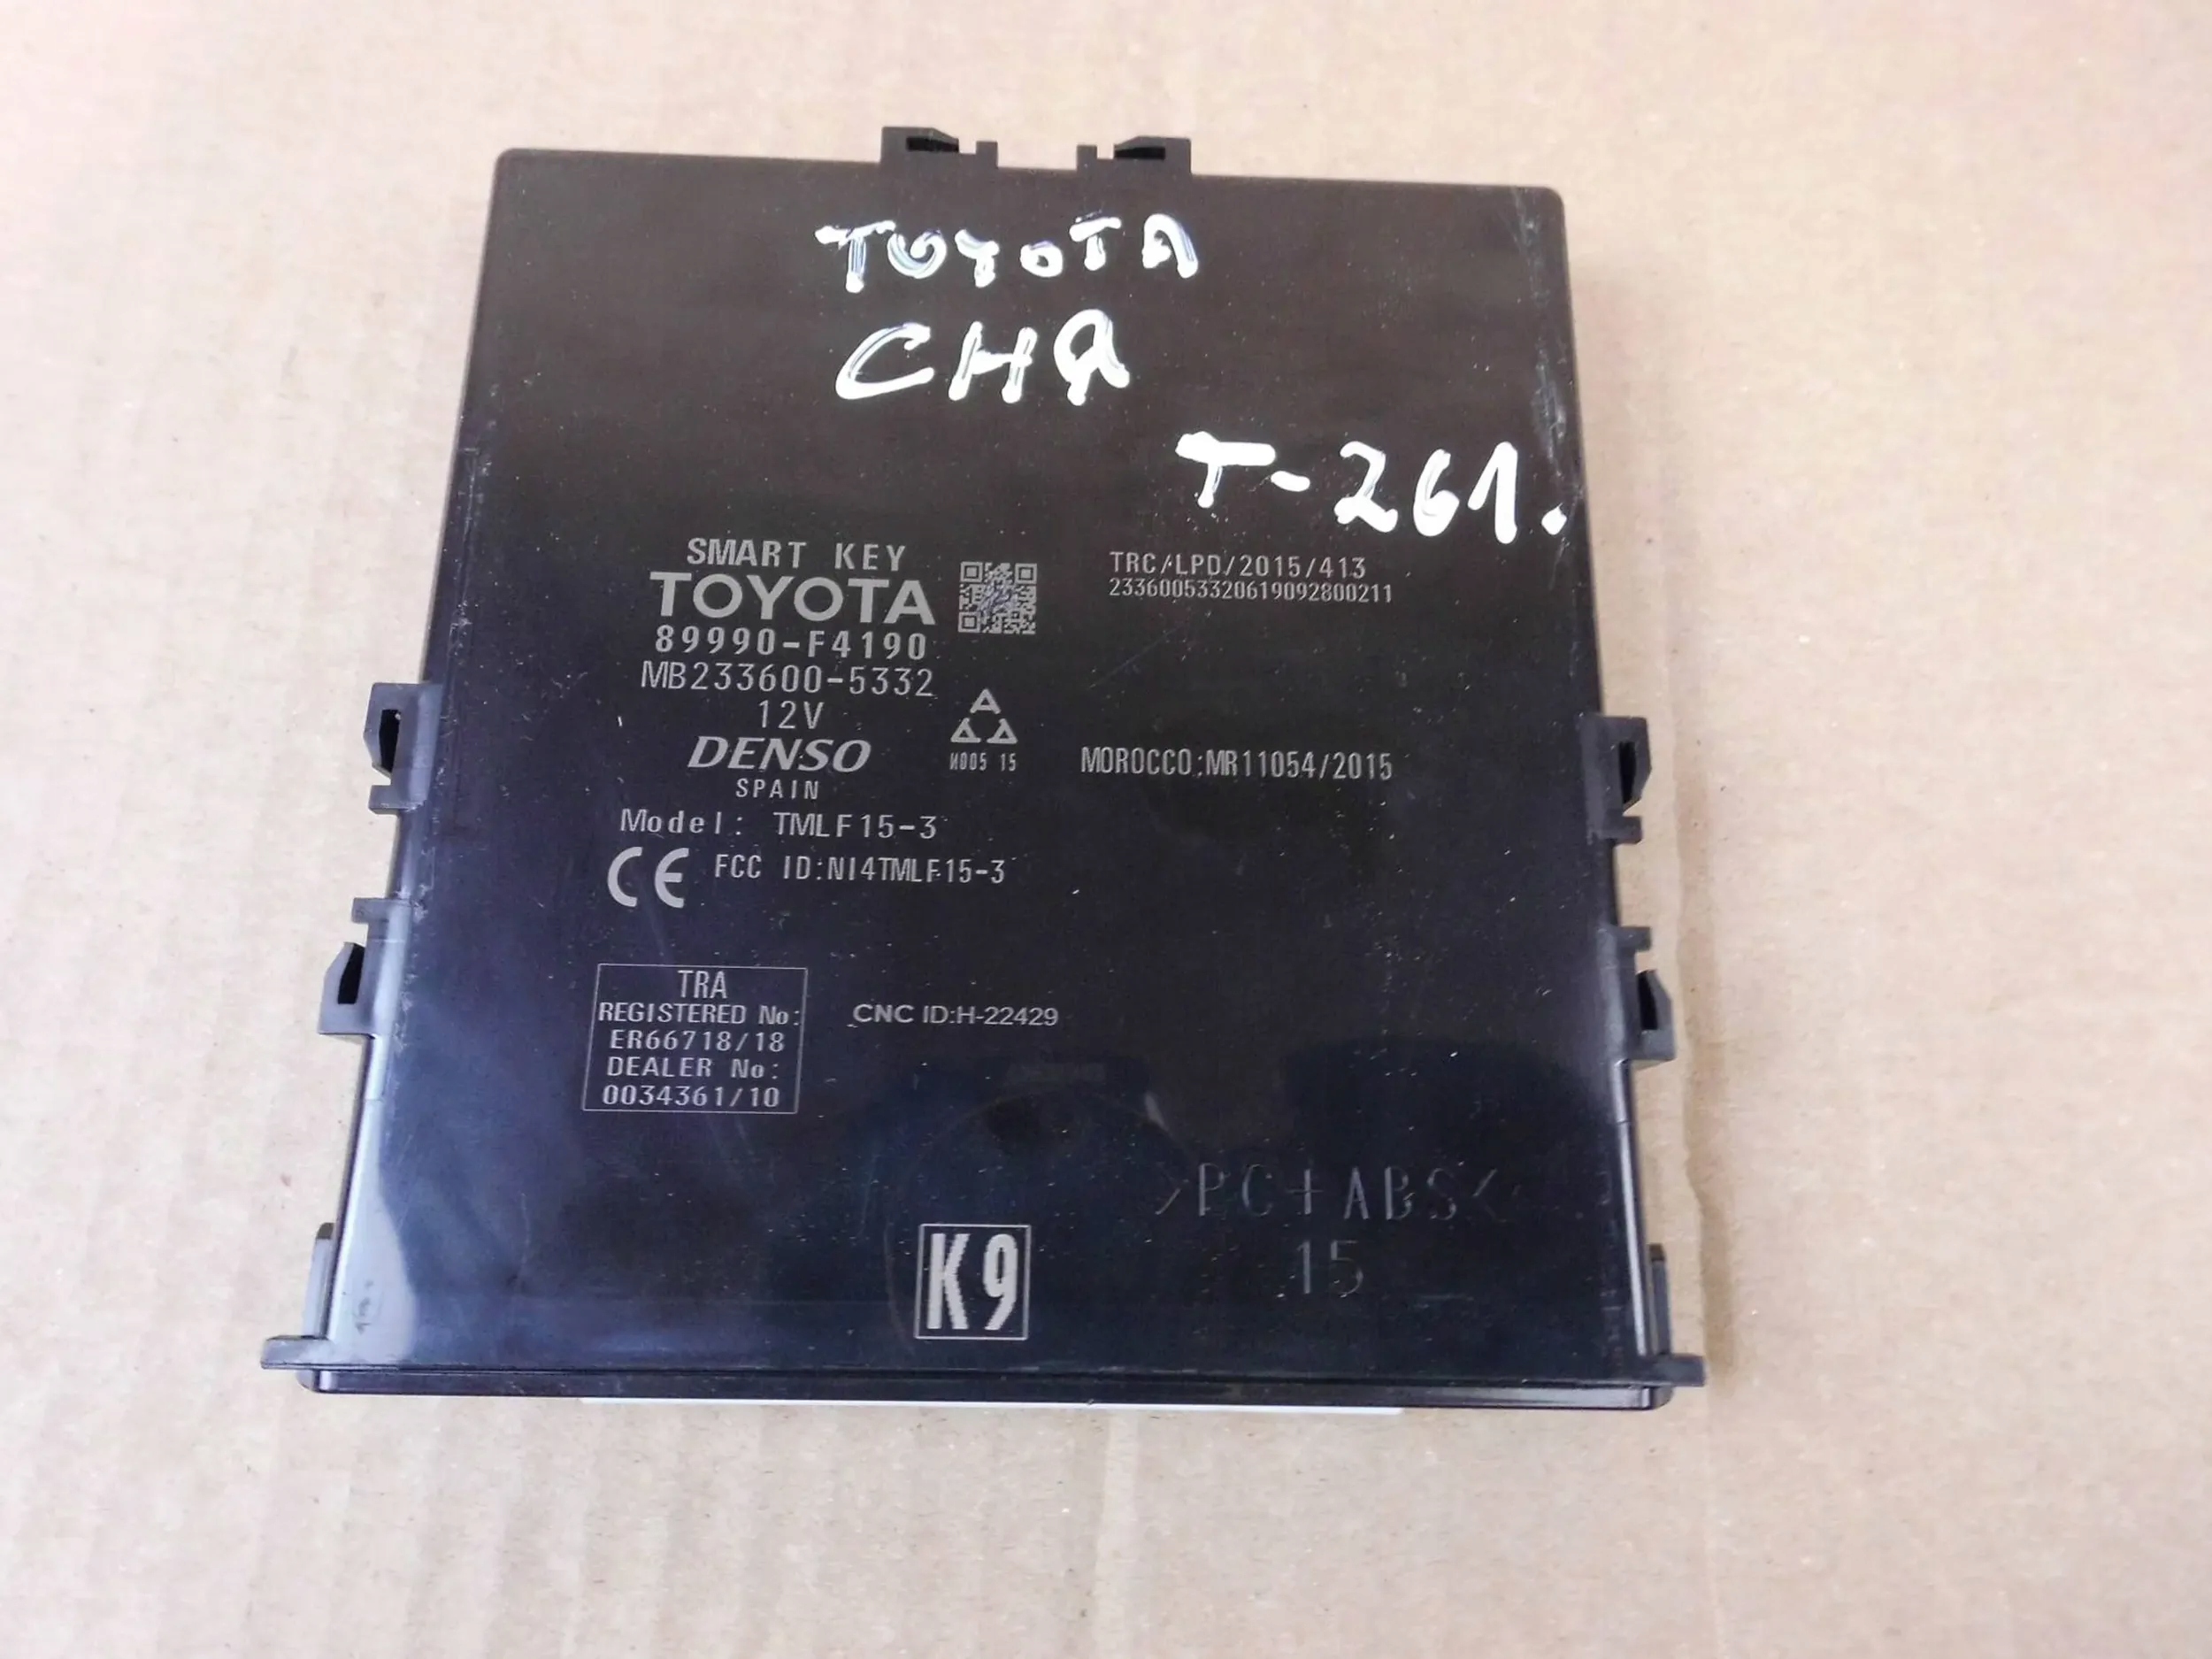 TOYOTA
CHR
T-261.
SMART KEY
TOYOTA
89990-F4190
MB233600-5332
12V
DENSO
SPAIN
Model: TMLF15-3
CE FCC ID:NI4TMLF15-3
TRC/LPD/2015/413
23360053320619092800211
A
N005 15
MOROCCO:MR11054/2015
TRA
REGISTERED No:
ER66718/18
DEALER No:
0034361/10
CNC ID:H-22429
>PC+ABS<
15
K9